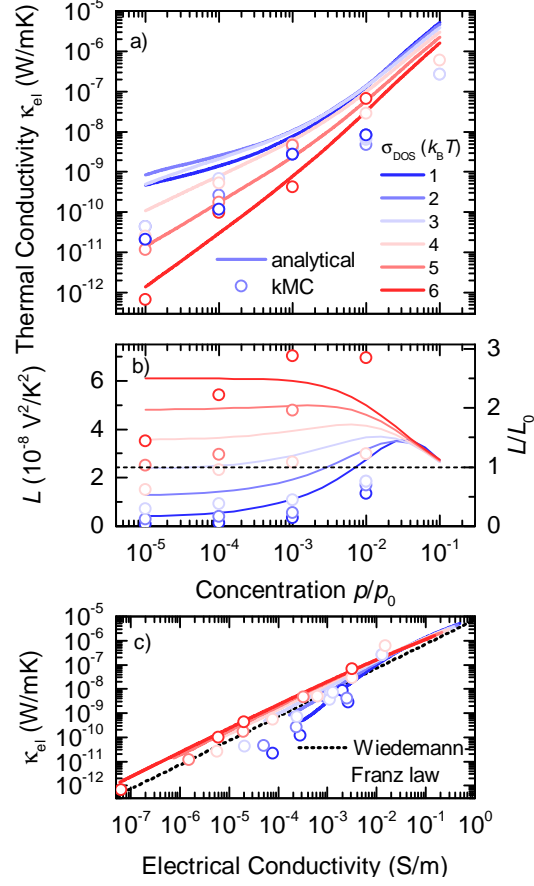 a)
Thermal Conductivity κel (W/mK)
10-5
10-6
10-7
10-8
10-9
10-10
10-11
10-12
σDOS (kBT)
1
2
3
4
5
6
analytical
kMC
b)
L (10-8 V2/K2)
6
4
2
0
L/L0
3
2
1
0
10-5 10-4 10-3 10-2 10-1
Concentration p/p0
c)
κel (W/mK)
10-5
10-6
10-7
10-8
10-9
10-10
10-11
10-12
Wiedemann-
Franz law
10-7 10-6 10-5 10-4 10-3 10-2 10-1 100
Electrical Conductivity (S/m)